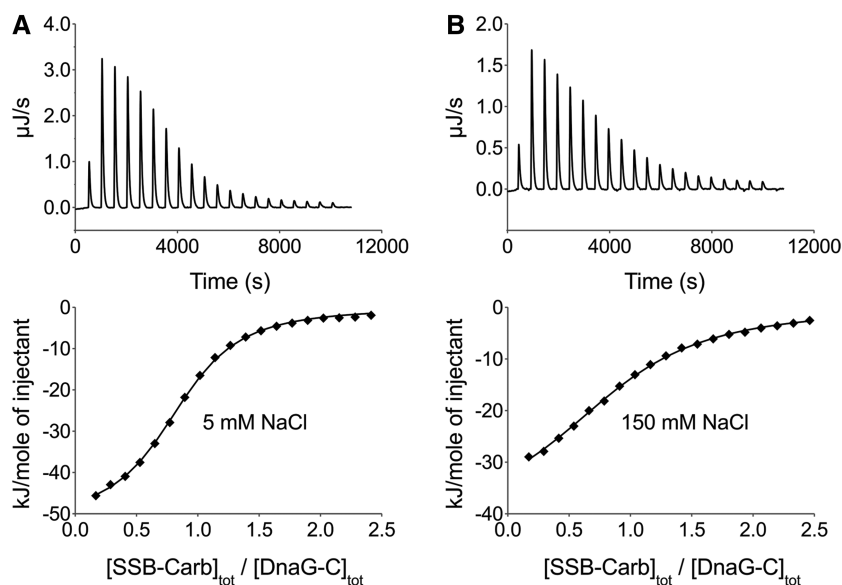 A
4.0
3.0
2.0
1.0
0.0
µJ/s
0 4000 8000 12000
Time (s)
0
-10
-20
-30
-40
-50
kJ/mole of injectant
5 mM NaCl
0.0 0.5 1.0 1.5 2.0 2.5
[SSB-Carb]tot / [DnaG-C]tot
B
2.0
1.5
1.0
0.5
0.0
µJ/s
0 4000 8000 12000
Time (s)
0
-10
-20
-30
-40
kJ/mole of injectant
150 mM NaCl
0.0 0.5 1.0 1.5 2.0 2.5
[SSB-Carb]tot / [DnaG-C]tot